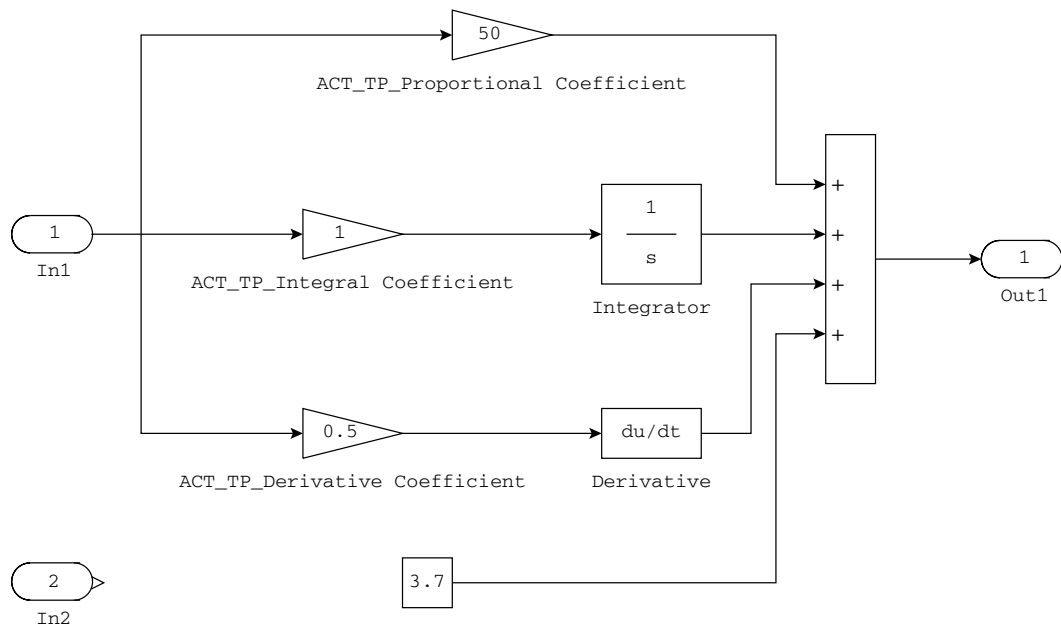 50
ACT_TP_Proportional Coefficient
+
1
In1
1
ACT_TP_Integral Coefficient
1
s
Integrator
+
+
+
1
Out1
0.5
ACT_TP_Derivative Coefficient
du/dt
Derivative
2
In2
3.7